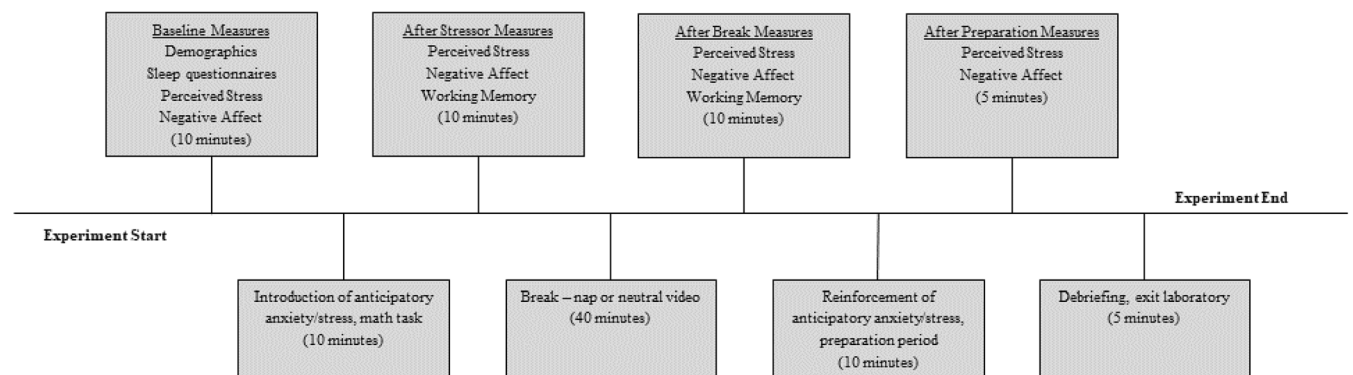 Baseline Measures
Demographics
Sleep questionnaires
Perceived Stress
Negative Affect
(10 minutes)
After Stressor Measures
Perceived Stress
Negative Affect
Working Memory
(10 minutes)
After Break Measures
Perceived Stress
Negative Affect
Working Memory
(10 minutes)
After Preparation Measures
Perceived Stress
Negative Affect
(5 minutes)
Experiment End
Experiment Start
Introduction of anticipatory
anxiety/stress, math task
(10 minutes)
Break – nap or neutral video
(40 minutes)
Reinforcement of
anticipatory anxiety/stress,
preparation period
(10 minutes)
Debriefing, exit laboratory
(5 minutes)